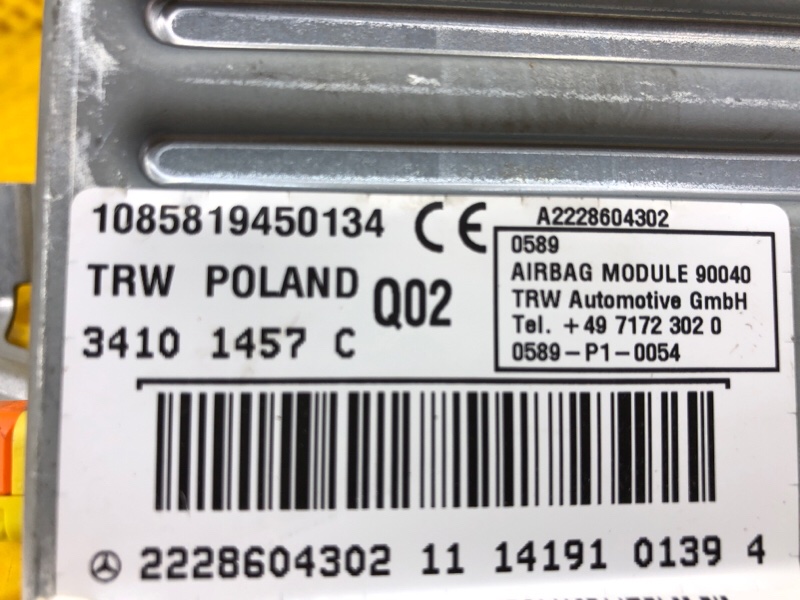 1085819450134 CE A2228604302
TRW POLAND Q02
3410 1457 C
0589
AIRBAG MODULE 90040
TRW Automotive GmbH
Tel. +49 7172 302 0
0589-P1-0054
2228604302 11 14191 0139 4